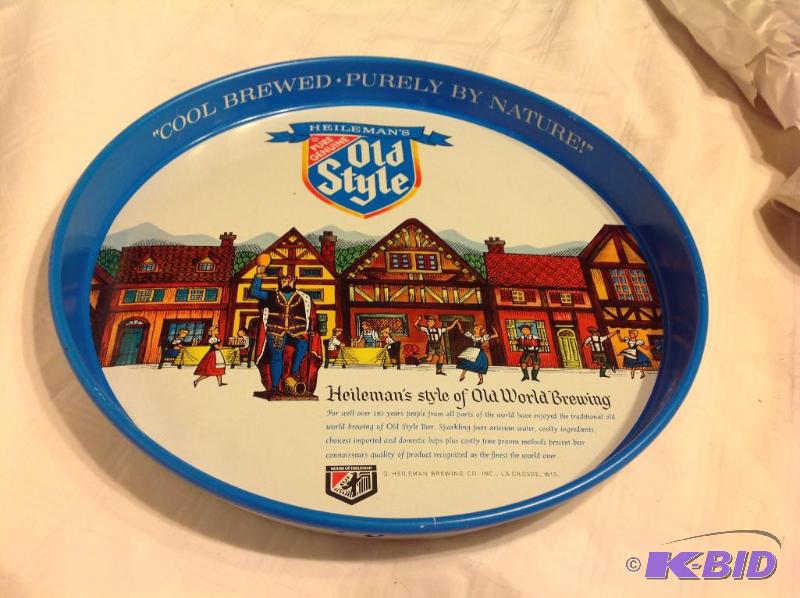 "COOL BREWED · PURELY BY NATURE!"
HEILEMAN'S
PURE GENUINE
Old
Style
Heileman's style of Old World Brewing
For well over 100 years people from all parts of the world have enjoyed the traditional old
world brewing of Old Style Beer. Sparkling pure artesian water, costly ingredients,
choicest imported and domestic hops plus costly time proven methods present beer
connoisseurs quality of product recognized as the finest the world over.
HOUSE OF HEILEMAN
G. HEILEMAN BREWING CO. INC., LA CROSSE, WIS.
© K-BID